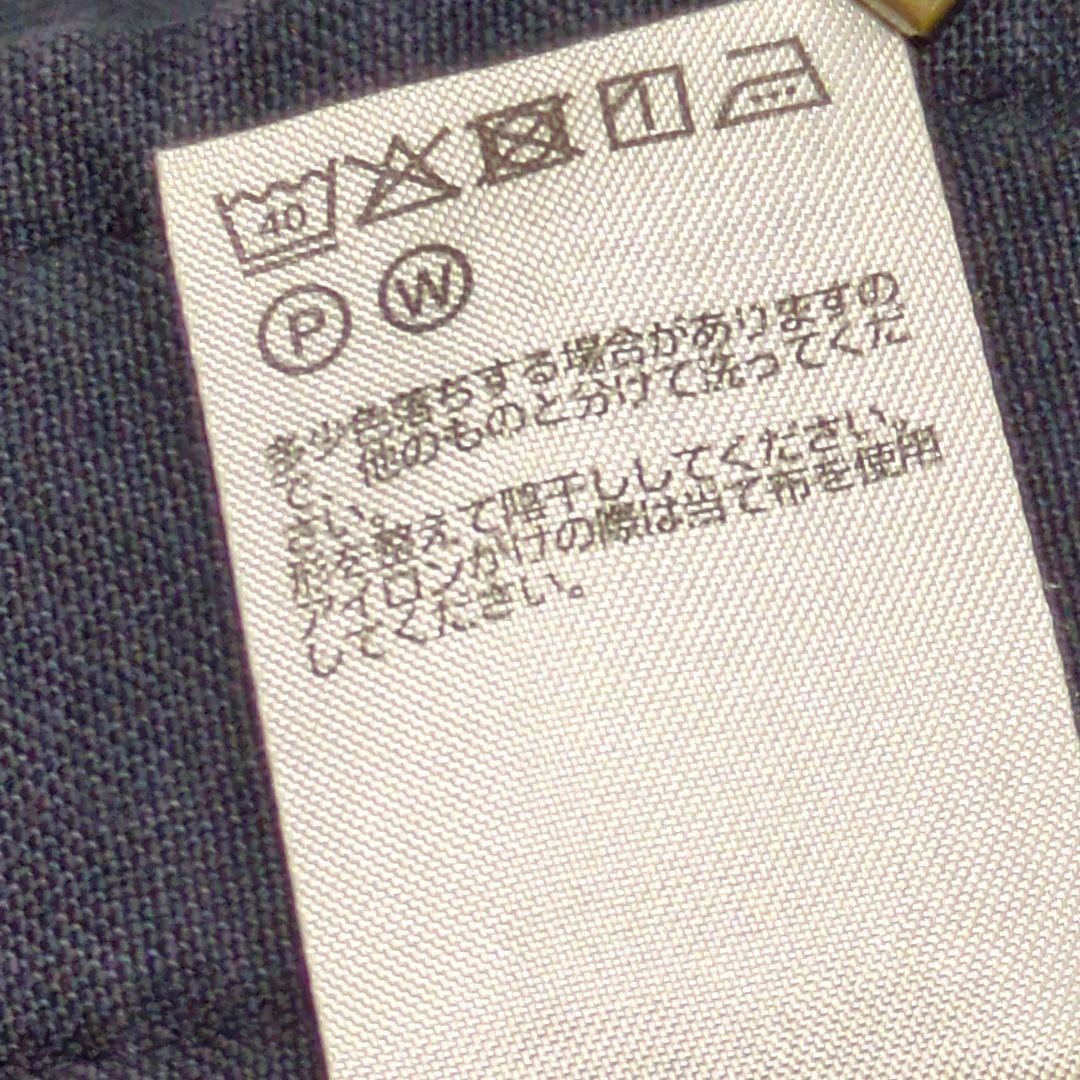 40
P W
多少色落ちする場合がありますの
で、他のものと分けて洗ってくだ
さい。
形を整えて陰干ししてください。
アイロンがけの際は当て布を使用
してください。